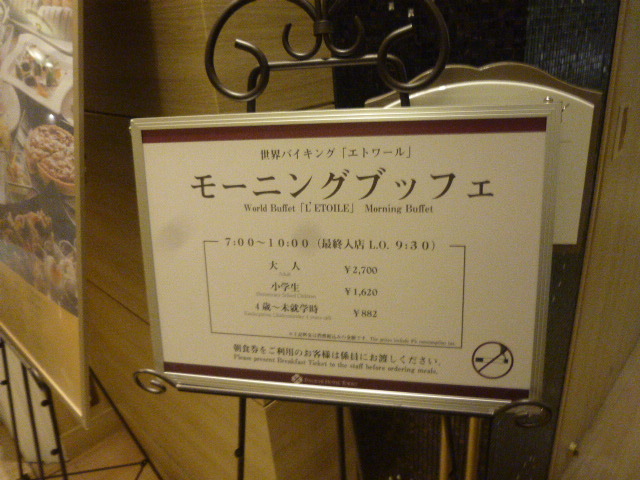 世界バイキング「エトワール」
モーニングブッフェ
World Buffet「L'ETOILE」 Morning Buffet
7:00～10:00（最終入店 L.O. 9:30）
大 人 ￥2,700
Adult
小学生 ￥1,620
４歳～未就学時 ￥882
朝食券をご利用のお客様は係員にお渡しください。
Please present Breakfast Ticket to the staff before ordering meals.